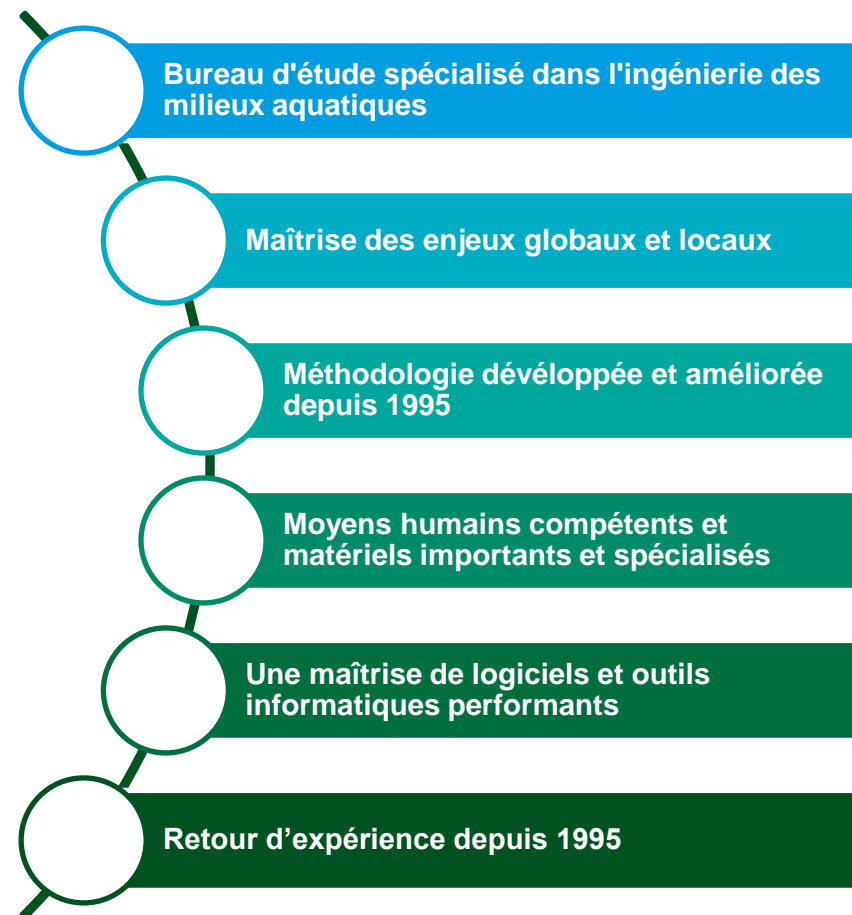 Bureau d'étude spécialisé dans l'ingénierie des
milieux aquatiques
Maîtrise des enjeux globaux et locaux
Méthodologie dévéloppée et améliorée
depuis 1995
Moyens humains compétents et
matériels importants et spécialisés
Une maîtrise de logiciels et outils
informatiques performants
Retour d’expérience depuis 1995